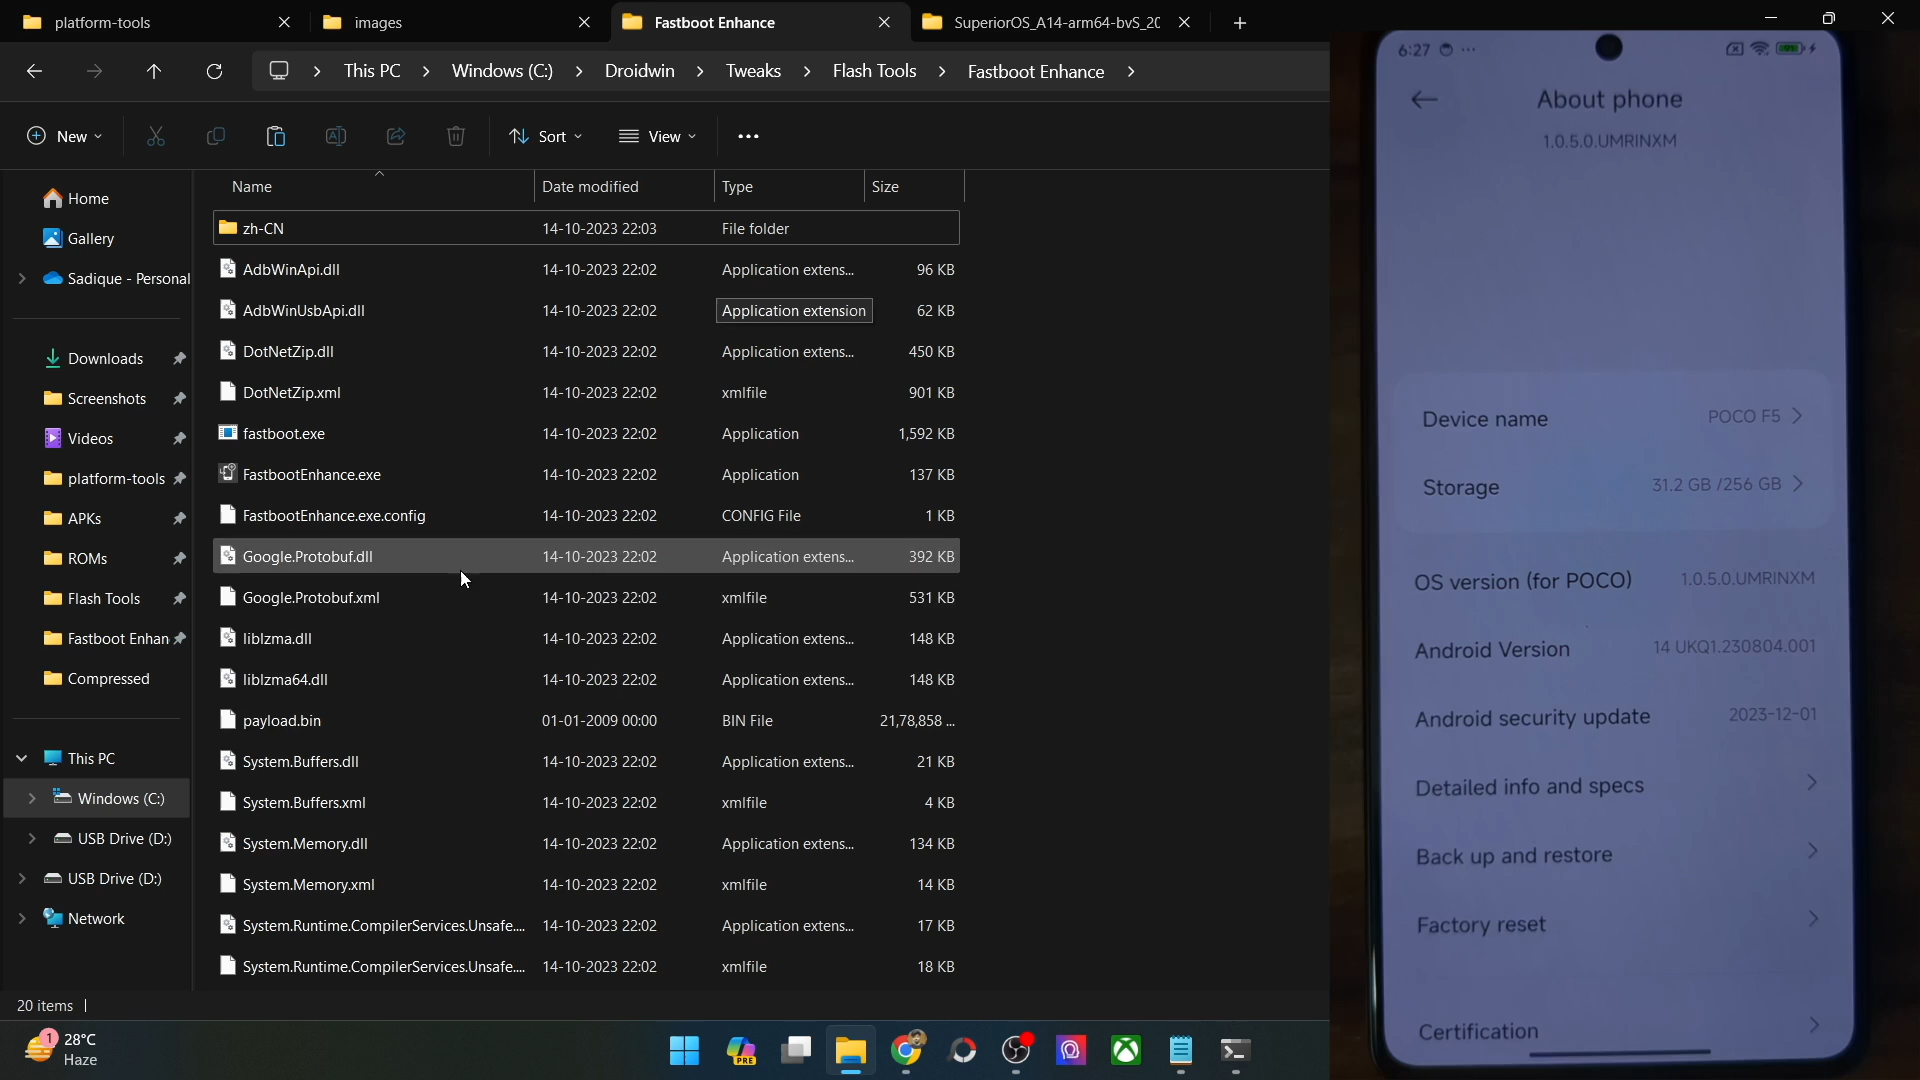 platform-tools
images
Fastboot Enhance
SuperiorOS_A14-arm64-bvS_20
This PC > Windows (C:) > Droidwin > Tweaks > Flash Tools > Fastboot Enhance >
New
Sort
View
Home
Gallery
Sadique - Personal
Downloads
Screenshots
Videos
platform-tools
APKs
ROMs
Flash Tools
Fastboot Enhan
Compressed
This PC
Windows (C:)
USB Drive (D:)
USB Drive (D:)
Network
Name Date modified Type Size
zh-CN 14-10-2023 22:03 File folder
AdbWinApi.dll 14-10-2023 22:02 Application extens... 96 KB
AdbWinUsbApi.dll 14-10-2023 22:02 Application extension 62 KB
DotNetZip.dll 14-10-2023 22:02 Application extens... 450 KB
DotNetZip.xml 14-10-2023 22:02 xmlfile 901 KB
fastboot.exe 14-10-2023 22:02 Application 1,592 KB
FastbootEnhance.exe 14-10-2023 22:02 Application 137 KB
FastbootEnhance.exe.config 14-10-2023 22:02 CONFIG File 1 KB
Google.Protobuf.dll 14-10-2023 22:02 Application extens... 392 KB
Google.Protobuf.xml 14-10-2023 22:02 xmlfile 531 KB
liblzma.dll 14-10-2023 22:02 Application extens... 148 KB
liblzma64.dll 14-10-2023 22:02 Application extens... 148 KB
payload.bin 01-01-2009 00:00 BIN File 21,78,858 ...
System.Buffers.dll 14-10-2023 22:02 Application extens... 21 KB
System.Buffers.xml 14-10-2023 22:02 xmlfile 4 KB
System.Memory.dll 14-10-2023 22:02 Application extens... 134 KB
System.Memory.xml 14-10-2023 22:02 xmlfile 14 KB
System.Runtime.CompilerServices.Unsafe.... 14-10-2023 22:02 Application extens... 17 KB
System.Runtime.CompilerServices.Unsafe.... 14-10-2023 22:02 xmlfile 18 KB
20 items
1
28°C
Haze
PRE
6:27
About phone
1.0.5.0.UMRINXM
Device name POCO F5
Storage 31.2 GB /256 GB
OS version (for POCO) 1.0.5.0.UMRINXM
Android Version 14 UKQ1.230804.001
Android security update 2023-12-01
Detailed info and specs
Back up and restore
Factory reset
Certification